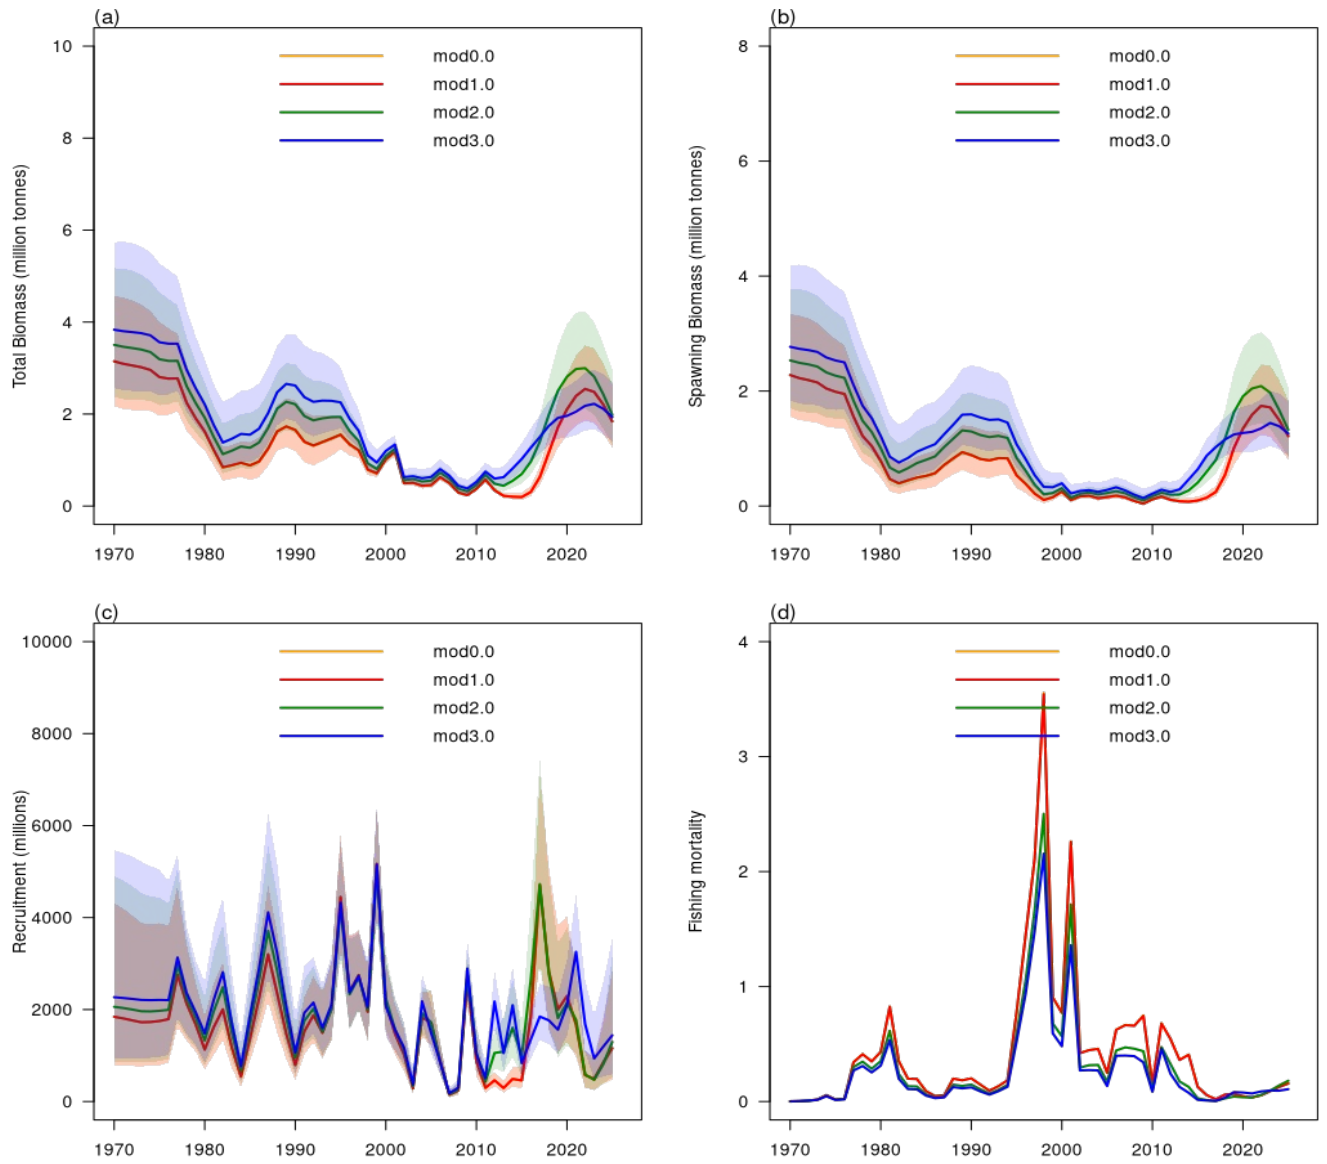 (a)
10
8
6
4
2
0
Total Biomass (million tonnes)
mod0.0
mod1.0
mod2.0
mod3.0
1970 1980 1990 2000 2010 2020
(b)
8
6
4
2
0
Spawning Biomass (million tonnes)
mod0.0
mod1.0
mod2.0
mod3.0
1970 1980 1990 2000 2010 2020
(c)
10000
8000
6000
4000
2000
0
Recruitment (millions)
mod0.0
mod1.0
mod2.0
mod3.0
1970 1980 1990 2000 2010 2020
(d)
4
3
2
1
0
Fishing mortality
mod0.0
mod1.0
mod2.0
mod3.0
1970 1980 1990 2000 2010 2020